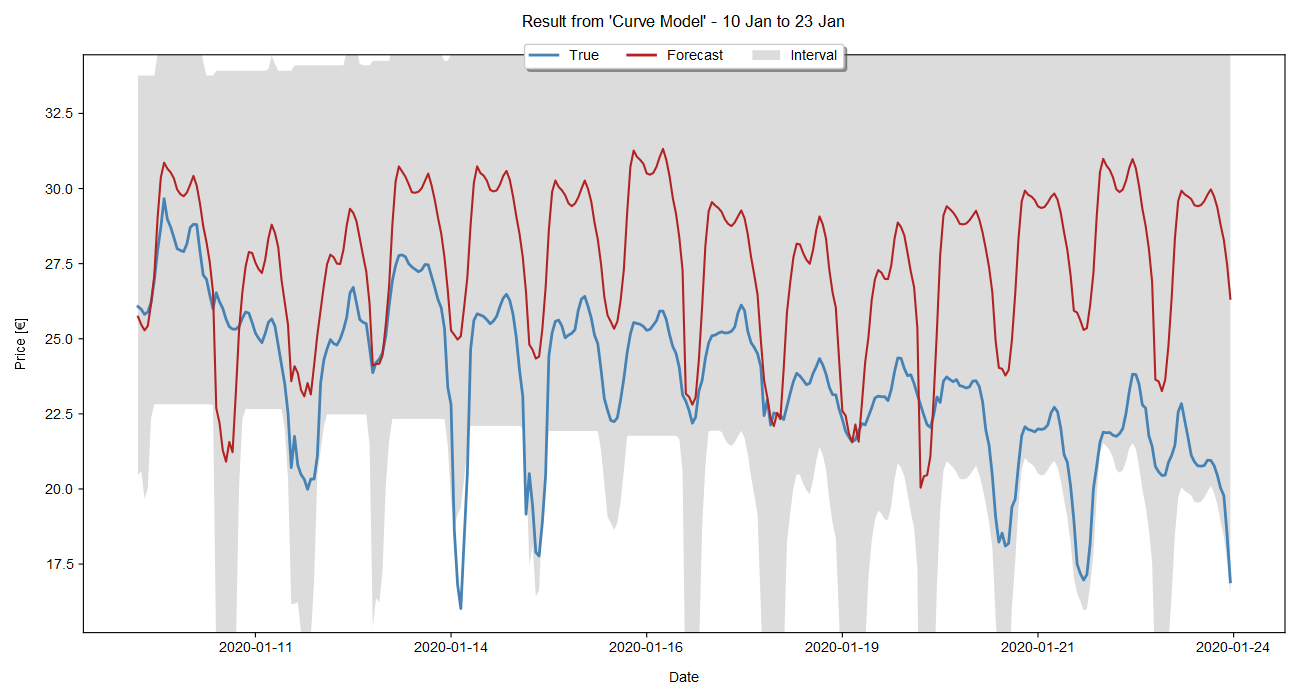 Result from 'Curve Model' - 10 Jan to 23 Jan
True Forecast Interval
32.5
30.0
27.5
25.0
22.5
20.0
17.5
Price [€]
2020-01-11 2020-01-14 2020-01-16 2020-01-19 2020-01-21 2020-01-24
Date